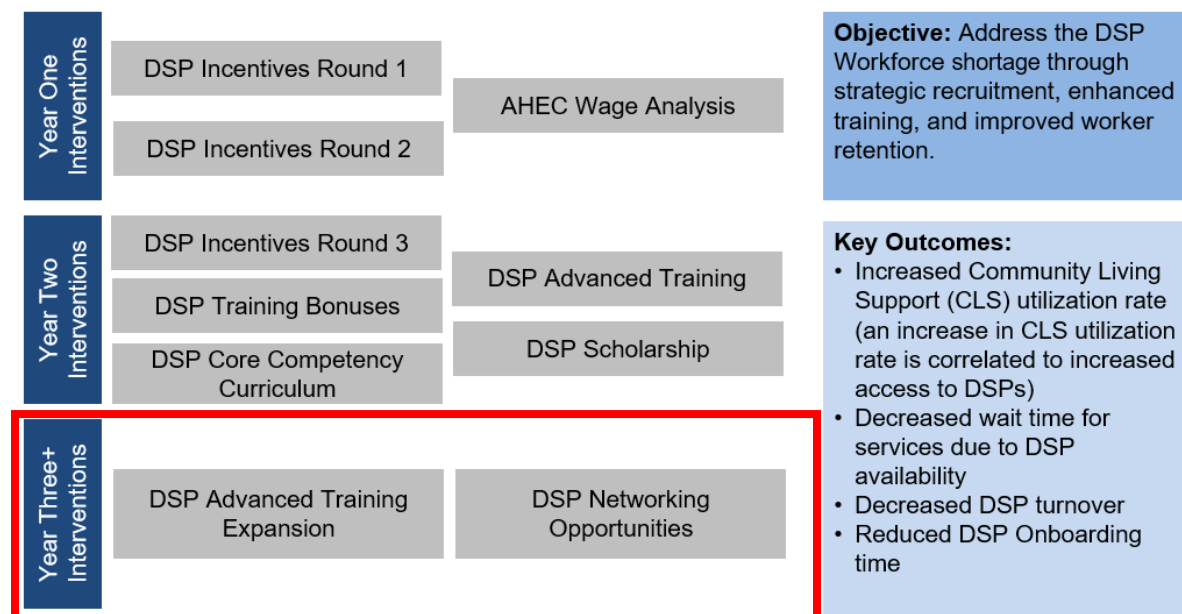 Year One
Interventions
DSP Incentives Round 1
DSP Incentives Round 2
AHEC Wage Analysis
Objective: Address the DSP
Workforce shortage through
strategic recruitment, enhanced
training, and improved worker
retention.
Year Two
Interventions
DSP Incentives Round 3
DSP Training Bonuses
DSP Core Competency
Curriculum
DSP Advanced Training
DSP Scholarship
Key Outcomes:
• Increased Community Living
Support (CLS) utilization rate
(an increase in CLS utilization
rate is correlated to increased
access to DSPs)
• Decreased wait time for
services due to DSP
availability
• Decreased DSP turnover
• Reduced DSP Onboarding
time
Year Three+
Interventions
DSP Advanced Training
Expansion
DSP Networking
Opportunities